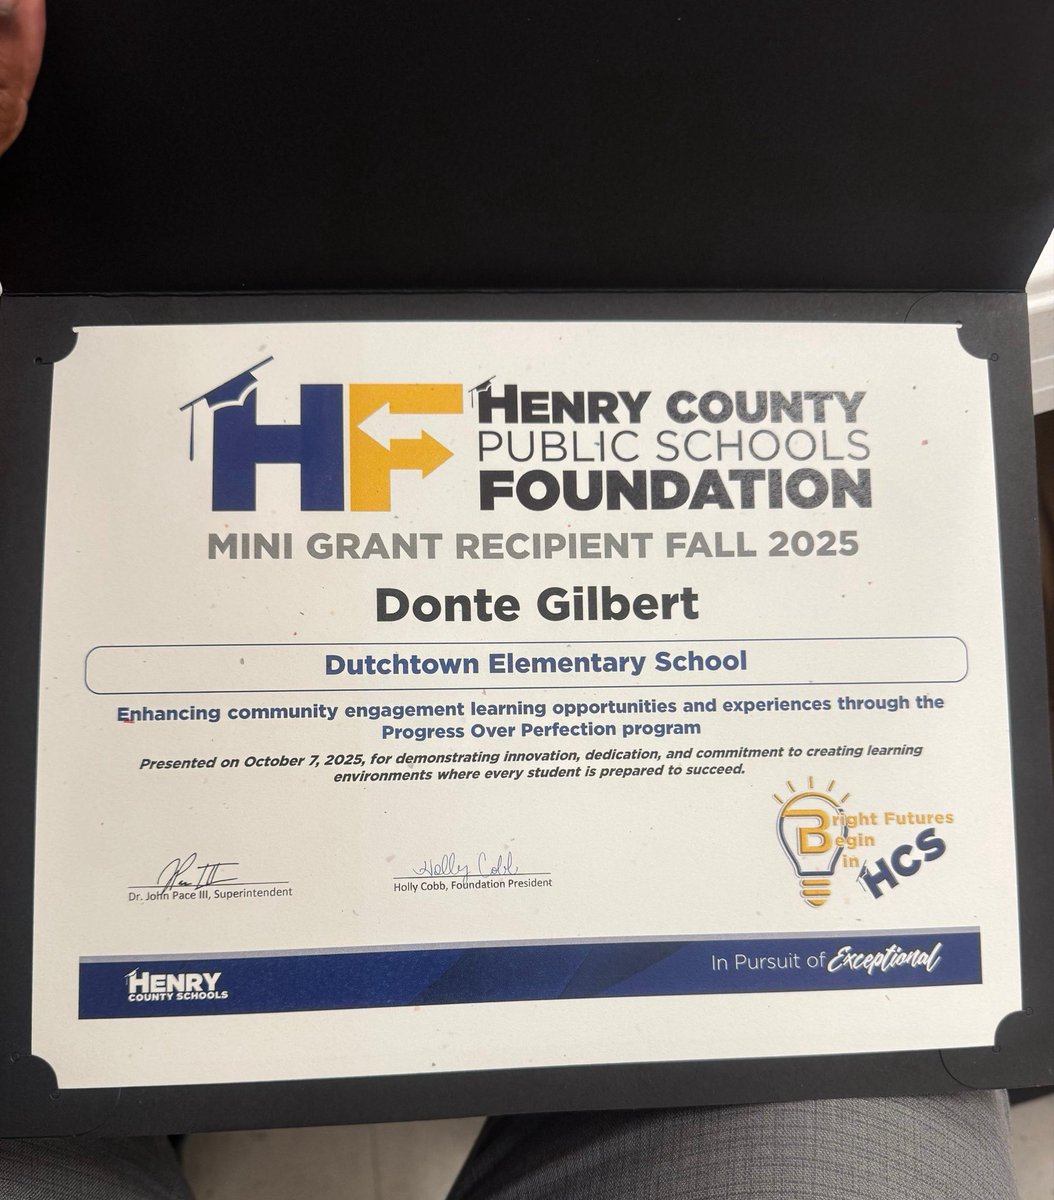 HF HENRY COUNTY
PUBLIC SCHOOLS
FOUNDATION
MINI GRANT RECIPIENT FALL 2025
Donte Gilbert
Dutchtown Elementary School
Enhancing community engagement learning opportunities and experiences through the
Progress Over Perfection program
Presented on October 7, 2025, for demonstrating innovation, dedication, and commitment to creating learning
environments where every student is prepared to succeed.
Bright Futures
Begin
in HCS
Holly Cobb
Dr. John Pace III, Superintendent
Holly Cobb, Foundation President
HENRY
COUNTY SCHOOLS
In Pursuit of Exceptional